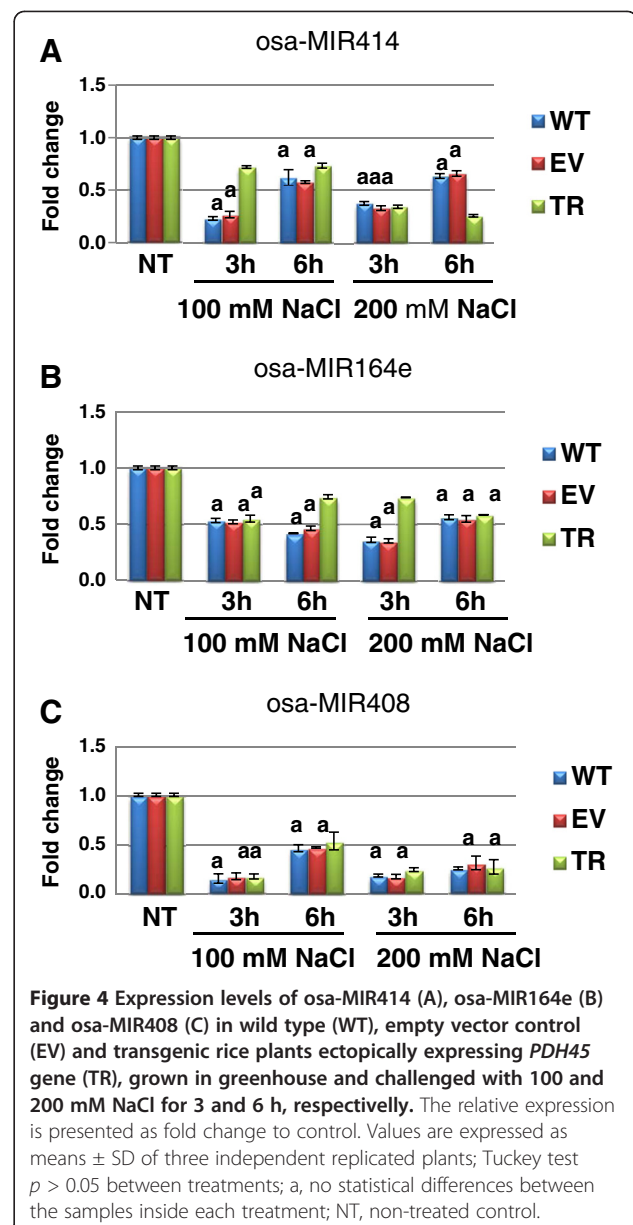 A
osa-MIR414
Fold change
1.5
1.0
0.5
0.0
a a a a aaa a a
NT 3h 6h 3h 6h
100 mM NaCl 200 mM NaCl
WT
EV
TR
B
osa-MIR164e
Fold change
1.5
1.0
0.5
0.0
a a a a a a a a a a
NT 3h 6h 3h 6h
100 mM NaCl 200 mM NaCl
WT
EV
TR
C
osa-MIR408
Fold change
1.5
1.0
0.5
0.0
a aa a a a a a a
NT 3h 6h 3h 6h
100 mM NaCl 200 mM NaCl
WT
EV
TR
Figure 4 Expression levels of osa-MIR414 (A), osa-MIR164e (B)
and osa-MIR408 (C) in wild type (WT), empty vector control
(EV) and transgenic rice plants ectopically expressing PDH45
gene (TR), grown in greenhouse and challenged with 100 and
200 mM NaCl for 3 and 6 h, respectivelly. The relative expression
is presented as fold change to control. Values are expressed as
means ± SD of three independent replicated plants; Tuckey test
p > 0.05 between treatments; a, no statistical differences between
the samples inside each treatment; NT, non-treated control.